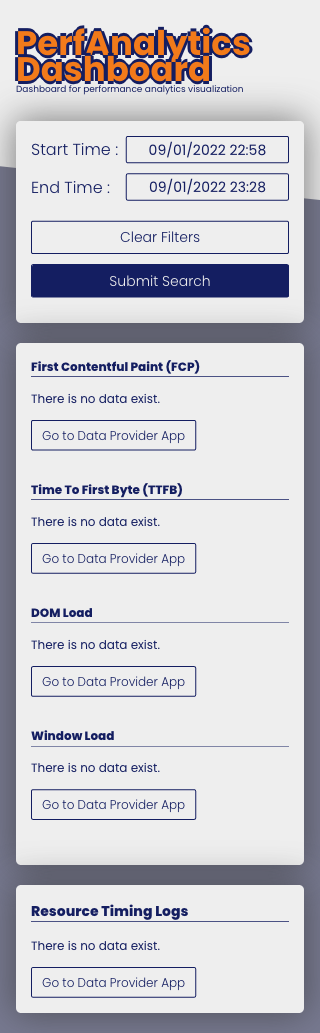 PerfAnalytics
Dashboard
Dashboard for performance analytics visualization
Start Time : 09/01/2022 22:58
End Time : 09/01/2022 23:28
Clear Filters
Submit Search
First Contentful Paint (FCP)
There is no data exist.
Go to Data Provider App
Time To First Byte (TTFB)
There is no data exist.
Go to Data Provider App
DOM Load
There is no data exist.
Go to Data Provider App
Window Load
There is no data exist.
Go to Data Provider App
Resource Timing Logs
There is no data exist.
Go to Data Provider App